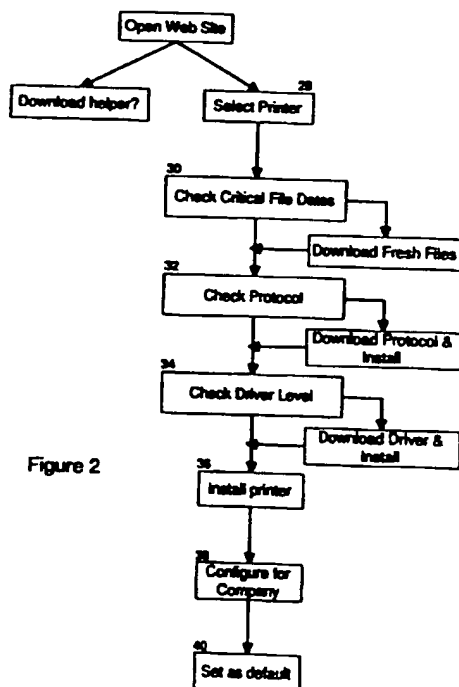 Open Web Site
Download helper?
28
Select Printer
30
Check Critical File Dates
Download Fresh Files
32
Check Protocol
Download Protocol &
Install
34
Check Driver Level
Download Driver &
Install
Figure 2
36
Install printer
38
Configure for
Company
40
Set as default